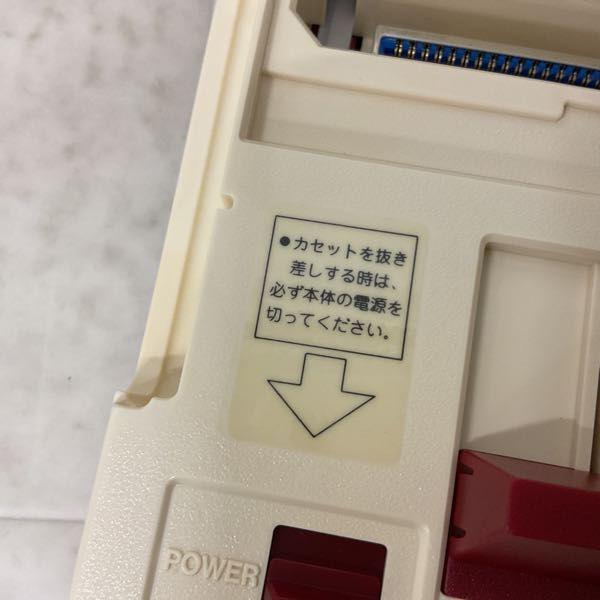 ●カセットを抜き
差しする時は、
必ず本体の電源を
切ってください。
POWER